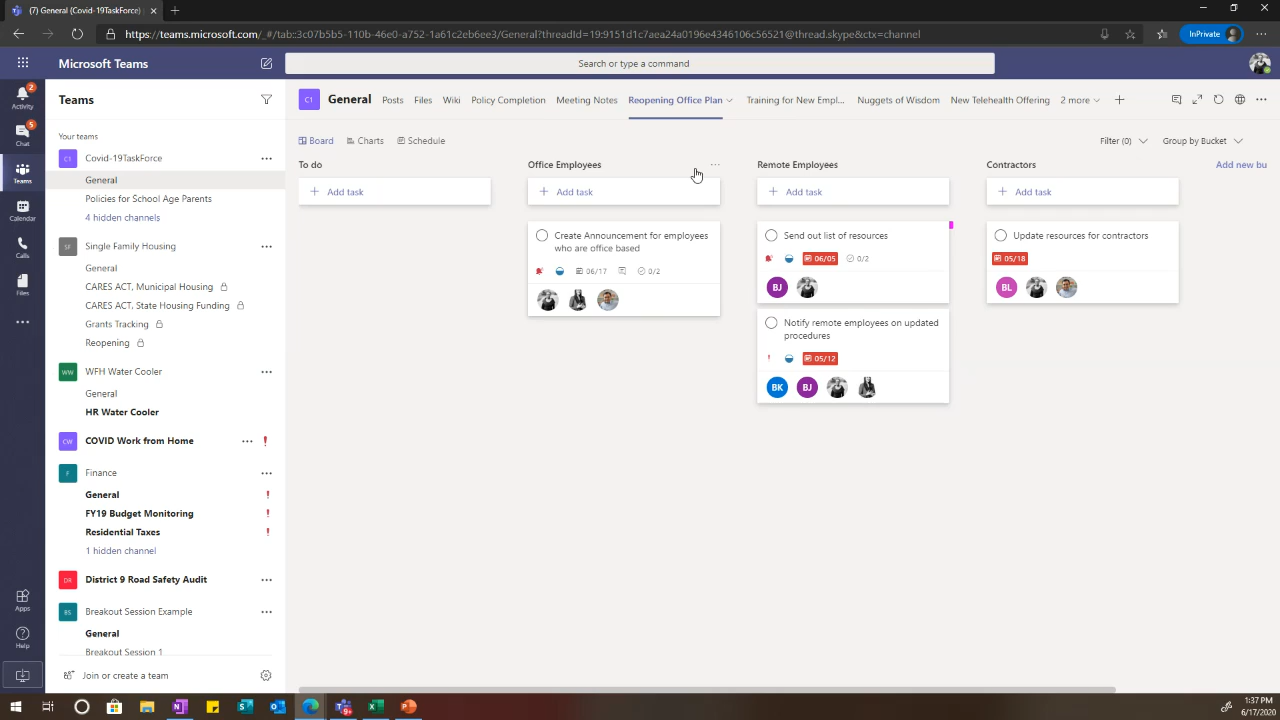 (7) General (Covid-19TaskForce)
https://teams.microsoft.com/_#/tab::3c07b5b5-110b-46e0-a752-1a61c2eb6ee3/General?threadId=19:9151d1c7aea24a0196e4346106c56521@thread.skype&ctx=channel
InPrivate
Microsoft Teams
Search or type a command
Activity
2
Chat
5
Teams
Calendar
Calls
Files
Apps
Help
Teams
Your teams
C1 Covid-19TaskForce
General
Policies for School Age Parents
4 hidden channels
SF Single Family Housing
General
CARES ACT, Municipal Housing
CARES ACT, State Housing Funding
Grants Tracking
Reopening
WW WFH Water Cooler
General
HR Water Cooler
CW COVID Work from Home !
F Finance
General !
FY19 Budget Monitoring !
Residential Taxes !
1 hidden channel
DR District 9 Road Safety Audit
BS Breakout Session Example
General
Breakout Session 1
Join or create a team
C1 General Posts Files Wiki Policy Completion Meeting Notes Reopening Office Plan Training for New Empl... Nuggets of Wisdom New Telehealth Offering 2 more
Board Charts Schedule Filter (0) Group by Bucket
To do
Add task
Office Employees
Add task
Create Announcement for employees
who are office based
06/17 0/2
Remote Employees
Add task
Send out list of resources
06/05 0/2
BJ
Notify remote employees on updated
procedures
! 05/12
BK BJ
Contractors
Add task
Update resources for contractors
05/18
BL
Add new bu
1:37 PM
6/17/2020